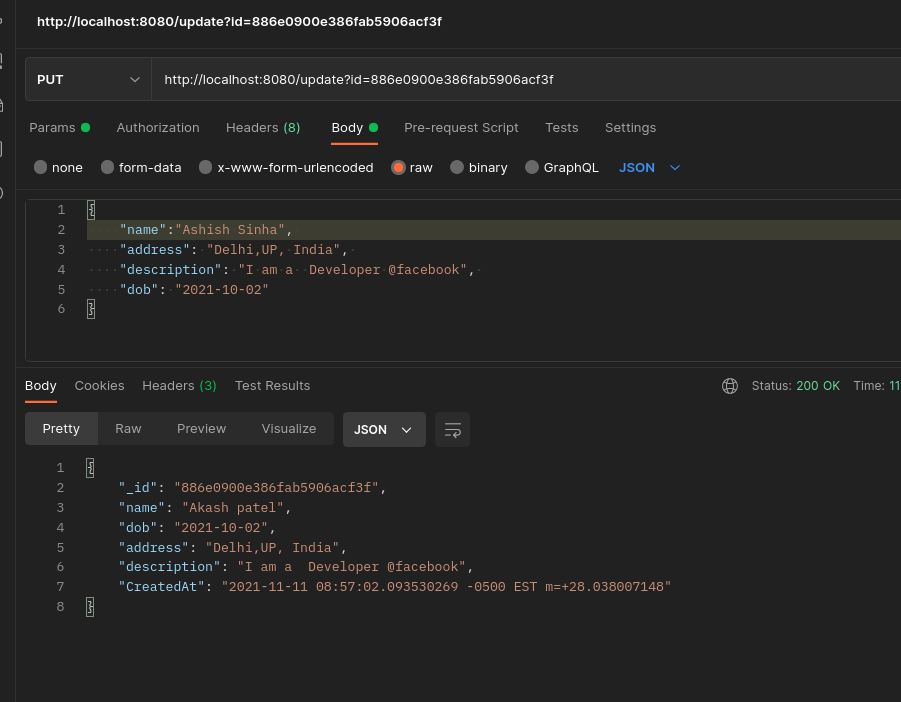 http://localhost:8080/update?id=886e0900e386fab5906acf3f
PUT http://localhost:8080/update?id=886e0900e386fab5906acf3f
Params Authorization Headers (8) Body Pre-request Script Tests Settings
none form-data x-www-form-urlencoded raw binary GraphQL JSON
1 {
2 "name":"Ashish Sinha",
3 "address": "Delhi,UP, India",
4 "description": "I am a  Developer @facebook",
5 "dob": "2021-10-02"
6 }
Body Cookies Headers (3) Test Results Status: 200 OK Time: 11
Pretty Raw Preview Visualize JSON
1 {
2 "_id": "886e0900e386fab5906acf3f",
3 "name": "Akash patel",
4 "dob": "2021-10-02",
5 "address": "Delhi,UP, India",
6 "description": "I am a  Developer @facebook",
7 "CreatedAt": "2021-11-11 08:57:02.093530269 -0500 EST m=+28.038007148"
8 }